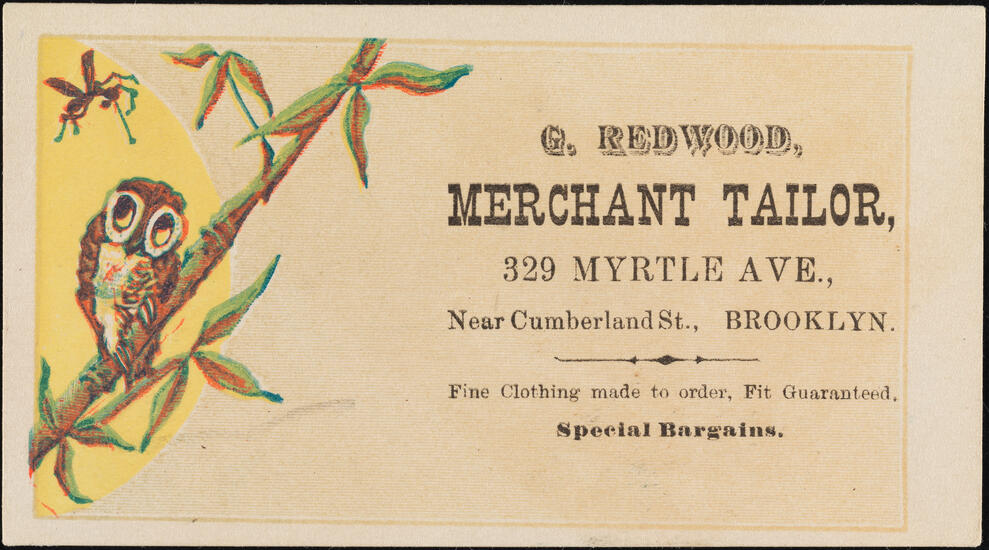 G. REDWOOD,
MERCHANT TAILOR,
329 MYRTLE AVE.,
Near Cumberland St., BROOKLYN.
Fine Clothing made to order, Fit Guaranteed.
Special Bargains.